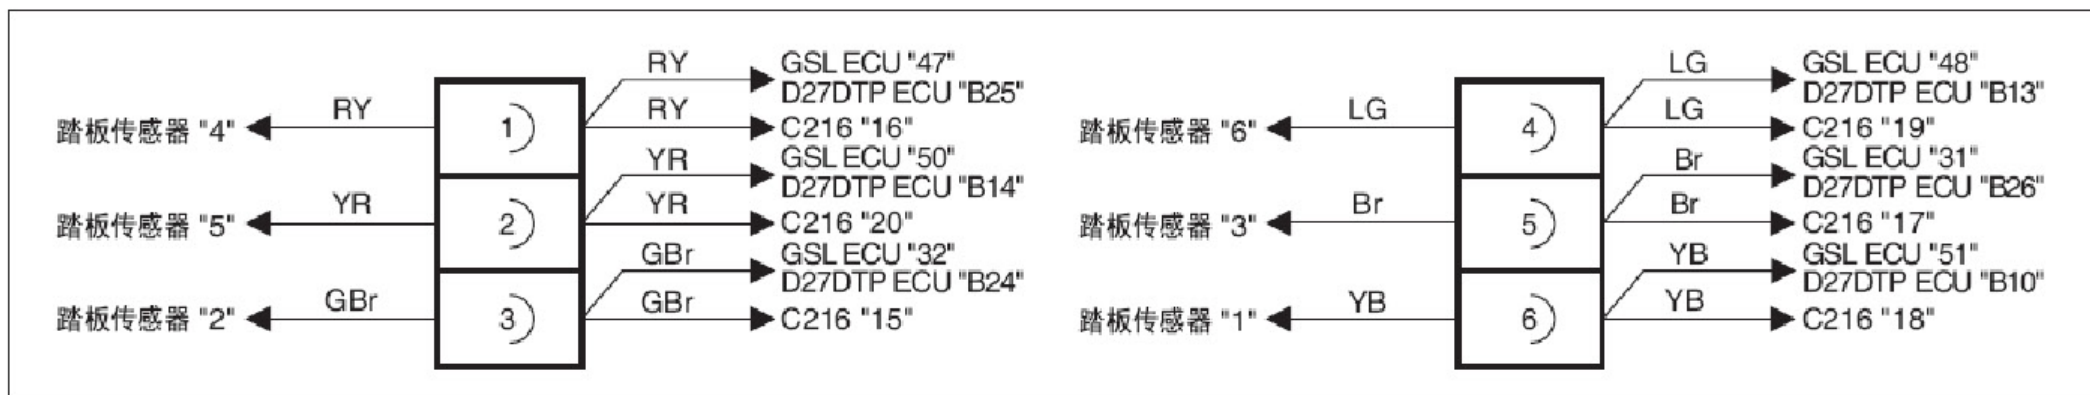 RY
GSL ECU "47"
D27DTP ECU "B25"
踏板传感器 "4"
RY
1
RY
C216 "16"
YR
GSL ECU "50"
D27DTP ECU "B14"
踏板传感器 "5"
YR
2
YR
C216 "20"
GBr
GSL ECU "32"
D27DTP ECU "B24"
踏板传感器 "2"
GBr
3
GBr
C216 "15"
LG
GSL ECU "48"
D27DTP ECU "B13"
踏板传感器 "6"
LG
4
LG
C216 "19"
Br
GSL ECU "31"
D27DTP ECU "B26"
踏板传感器 "3"
Br
5
Br
C216 "17"
YB
GSL ECU "51"
D27DTP ECU "B10"
踏板传感器 "1"
YB
6
YB
C216 "18"